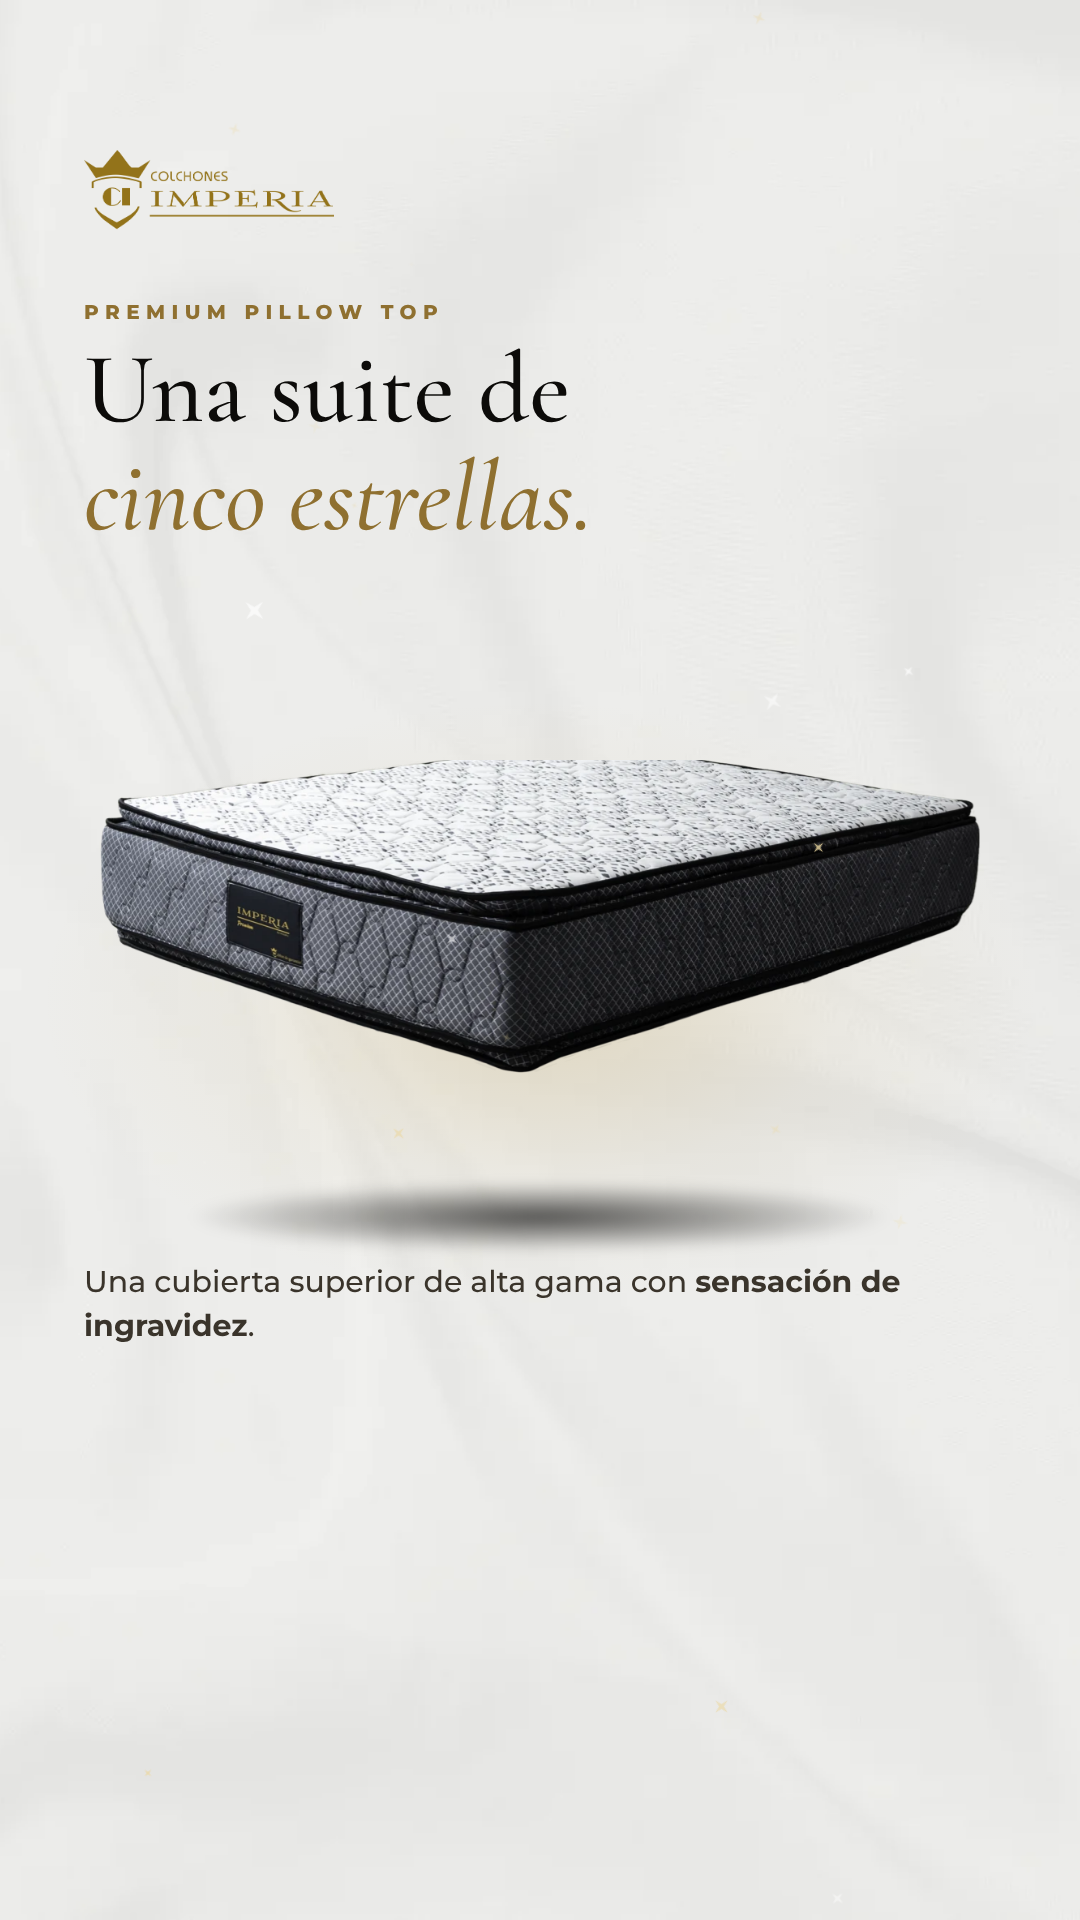 COLCHONES
IMPERIA
PREMIUM PILLOW TOP
Una suite de
cinco estrellas.
IMPERIA
Premium
Una cubierta superior de alta gama con sensación de
ingravidez.